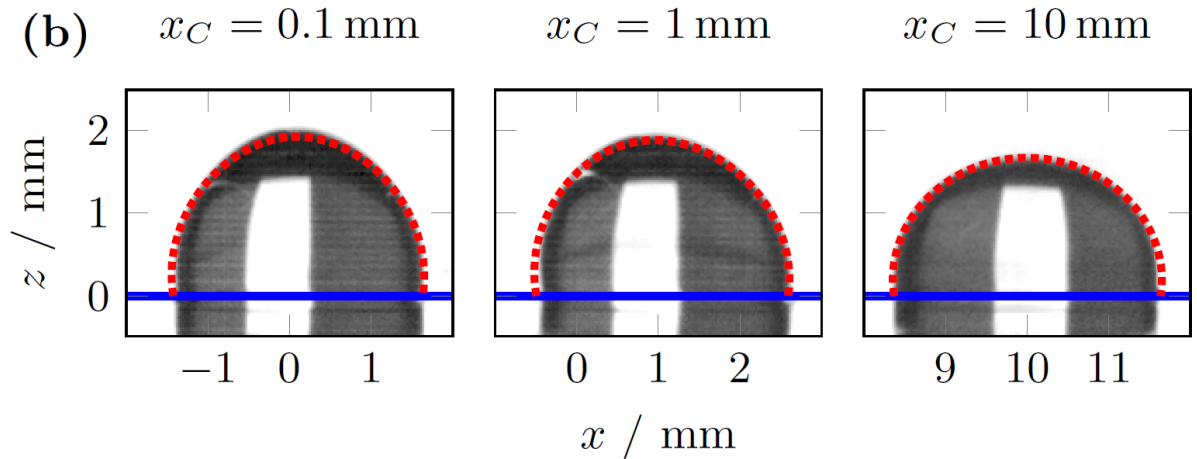 (b) x_C = 0.1 mm x_C = 1 mm x_C = 10 mm
z / mm
2
1
0
−1 0 1 0 1 2 9 10 11
x / mm